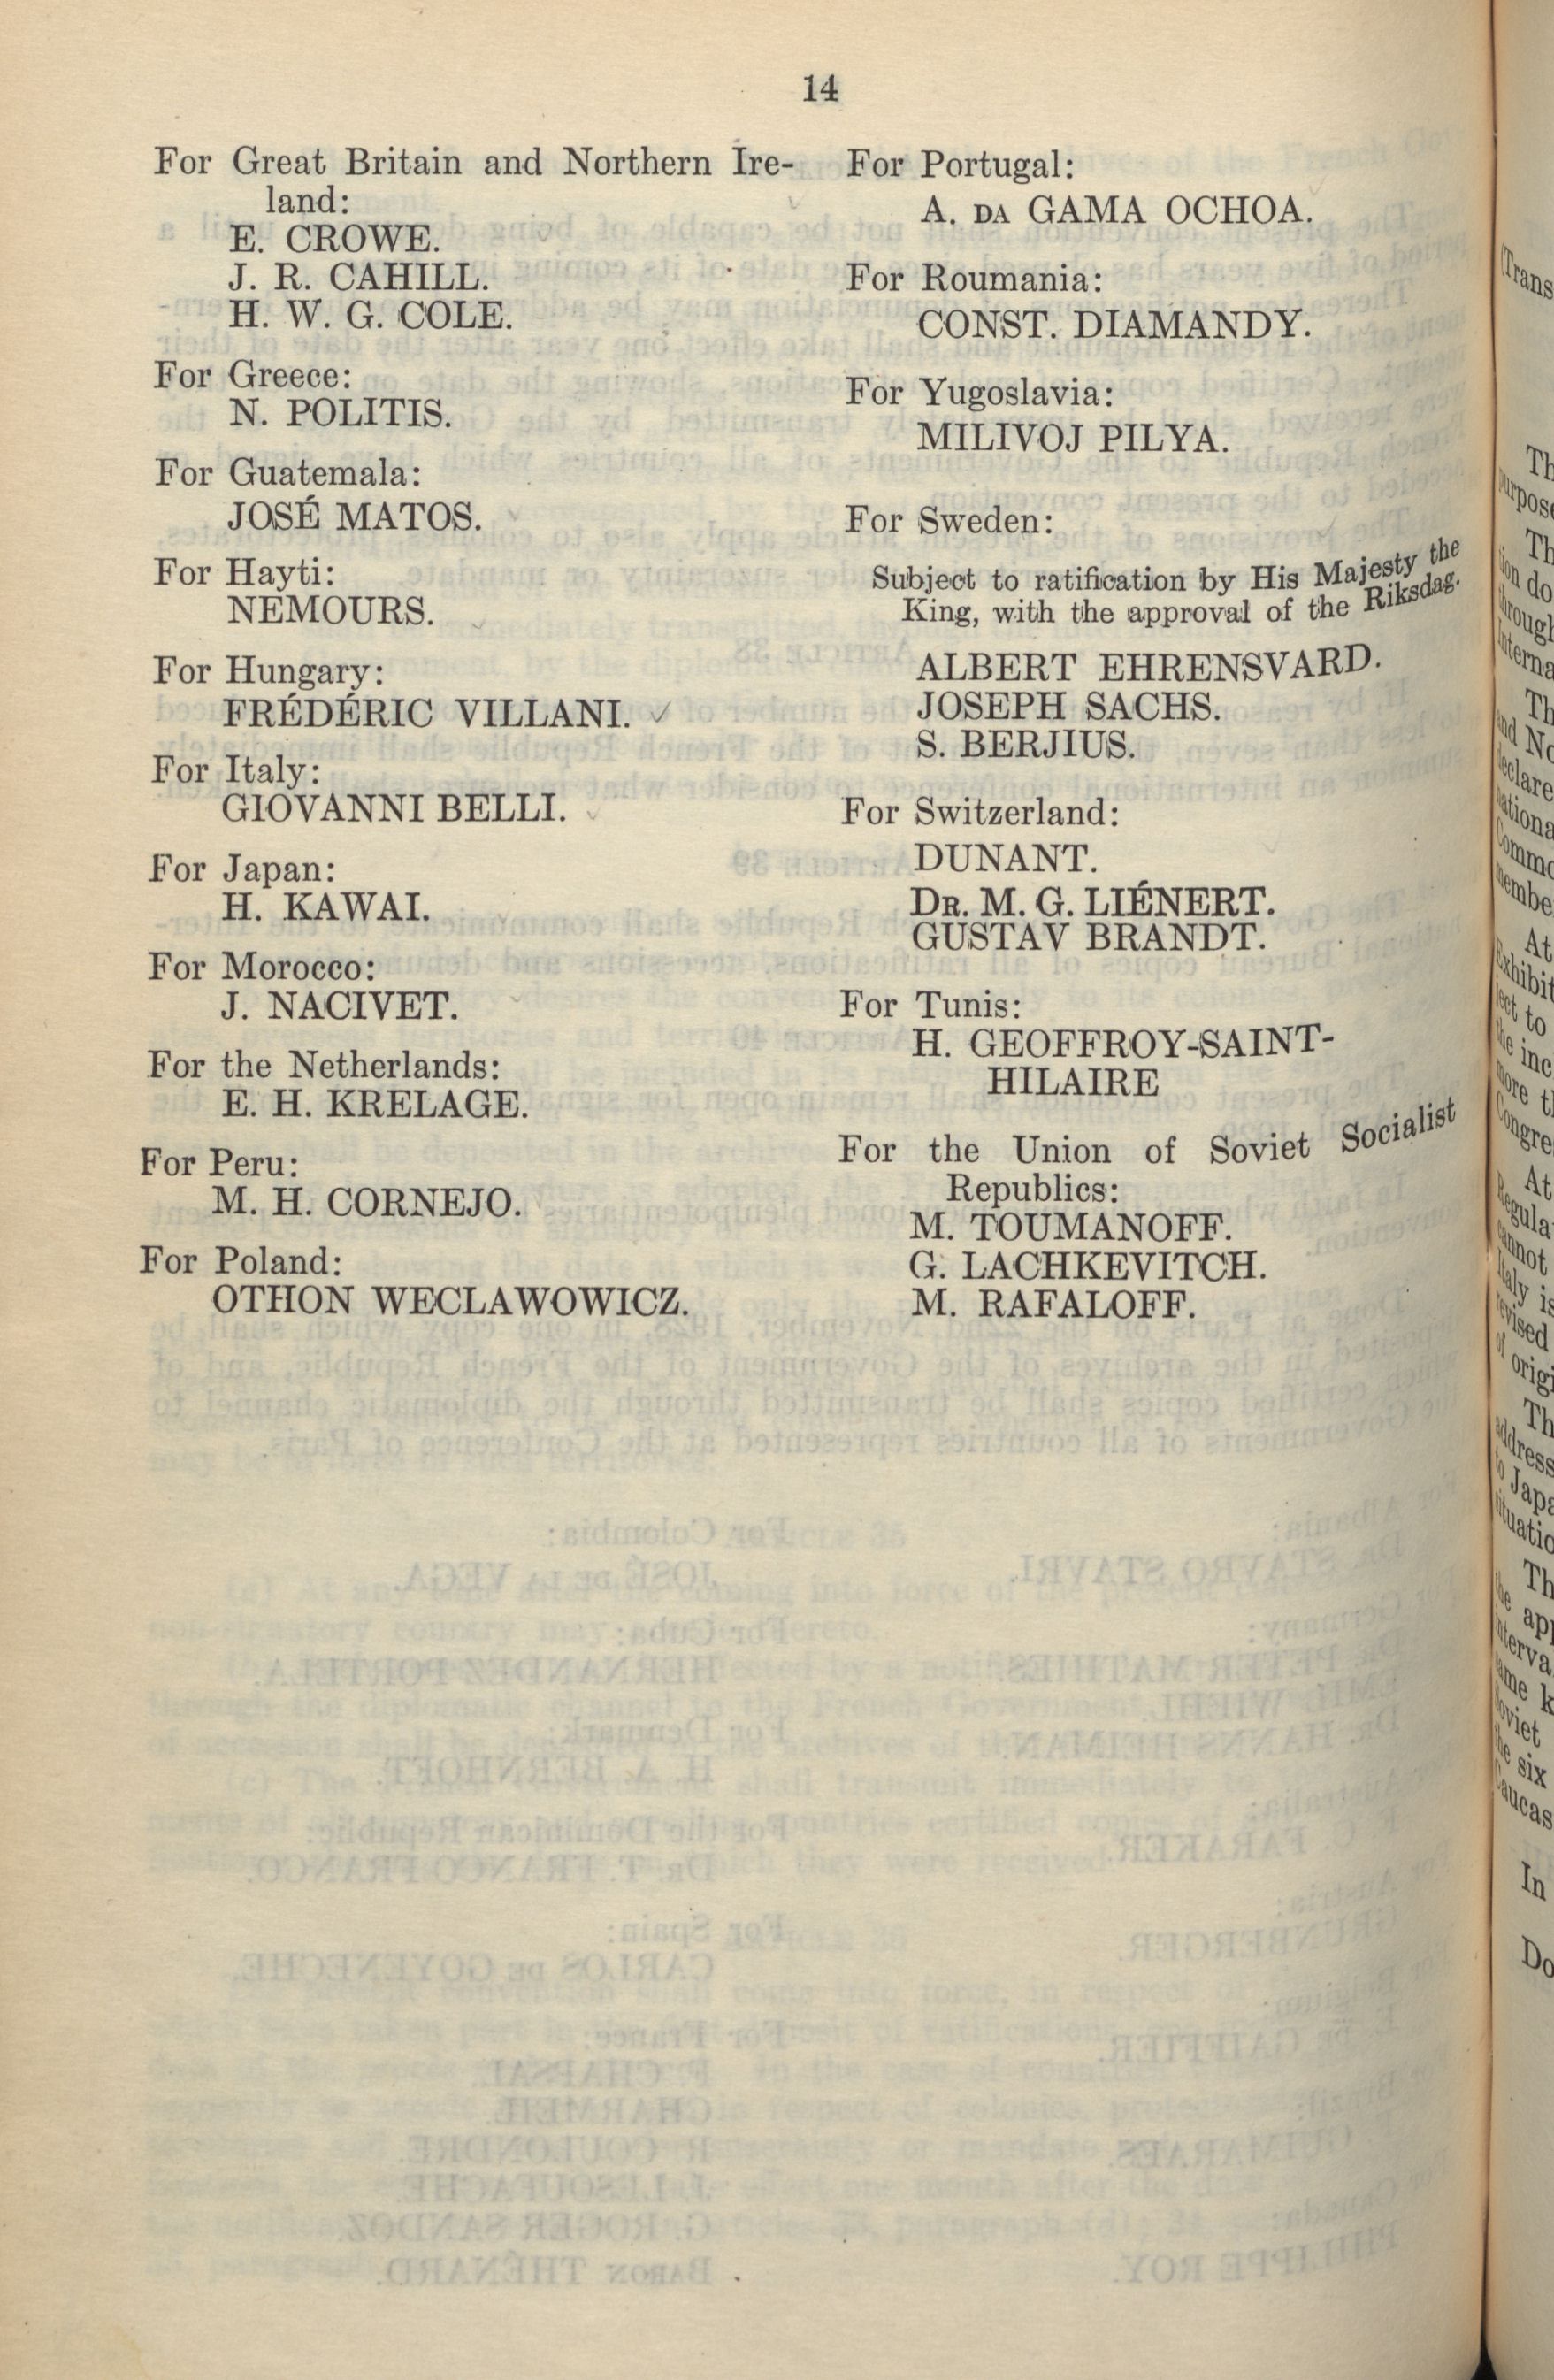 14
For Great Britain and Northern Ire-
land:
E. CROWE.
J. R. CAHILL.
H. W. G. COLE.
For Greece:
N. POLITIS.
For Guatemala:
JOSÉ MATOS.
For Hayti:
NEMOURS.
For Hungary:
FRÉDÉRIC VILLANI.
For Italy:
GIOVANNI BELLI.
For Japan:
H. KAWAI.
For Morocco:
J. NACIVET.
For the Netherlands:
E. H. KRELAGE.
For Peru:
M. H. CORNEJO.
For Poland:
OTHON WECLAWOWICZ.
For Portugal:
A. DA GAMA OCHOA.
For Roumania:
CONST. DIAMANDY.
For Yugoslavia:
MILIVOJ PILYA.
For Sweden:
Subject to ratification by His Majesty the
King, with the approval of the Riksdag.
ALBERT EHRENSVARD.
JOSEPH SACHS.
S. BERJIUS.
For Switzerland:
DUNANT.
DR. M. G. LIÉNERT.
GUSTAV BRANDT.
For Tunis:
H. GEOFFROY-SAINT-
HILAIRE
For the Union of Soviet Socialist
Republics:
M. TOUMANOFF.
G. LACHKEVITCH.
M. RAFALOFF.